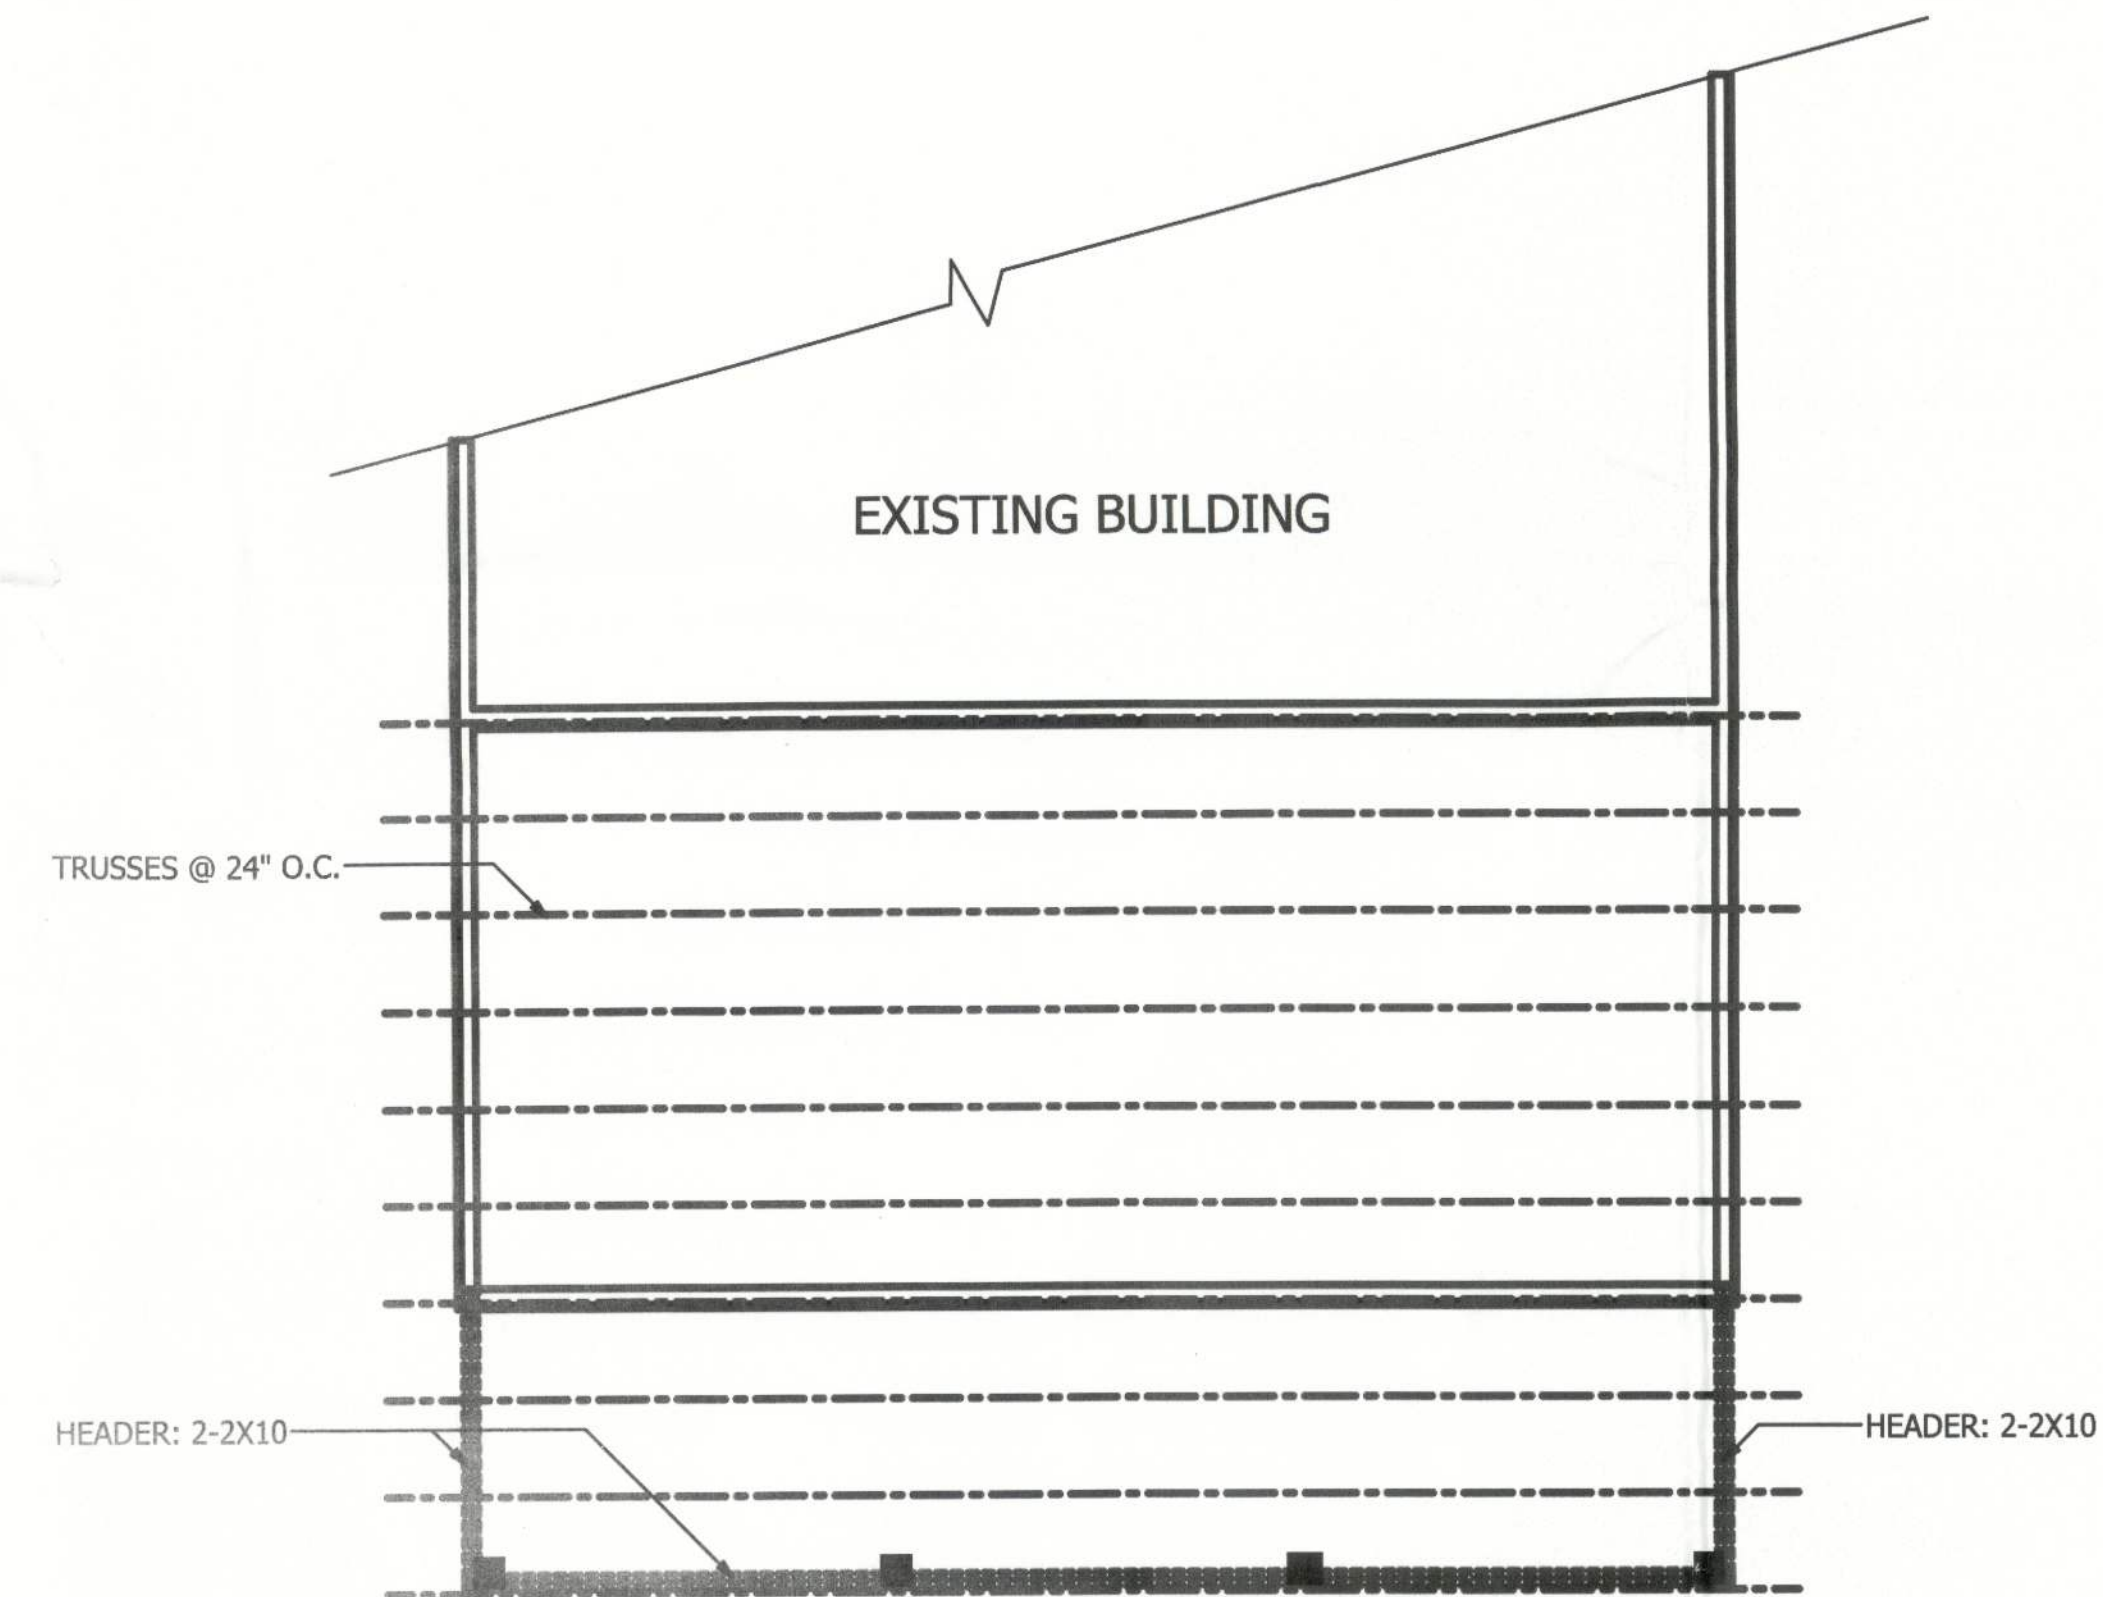 EXISTING BUILDING
TRUSSES @ 24" O.C.
HEADER: 2-2X10
HEADER: 2-2X10